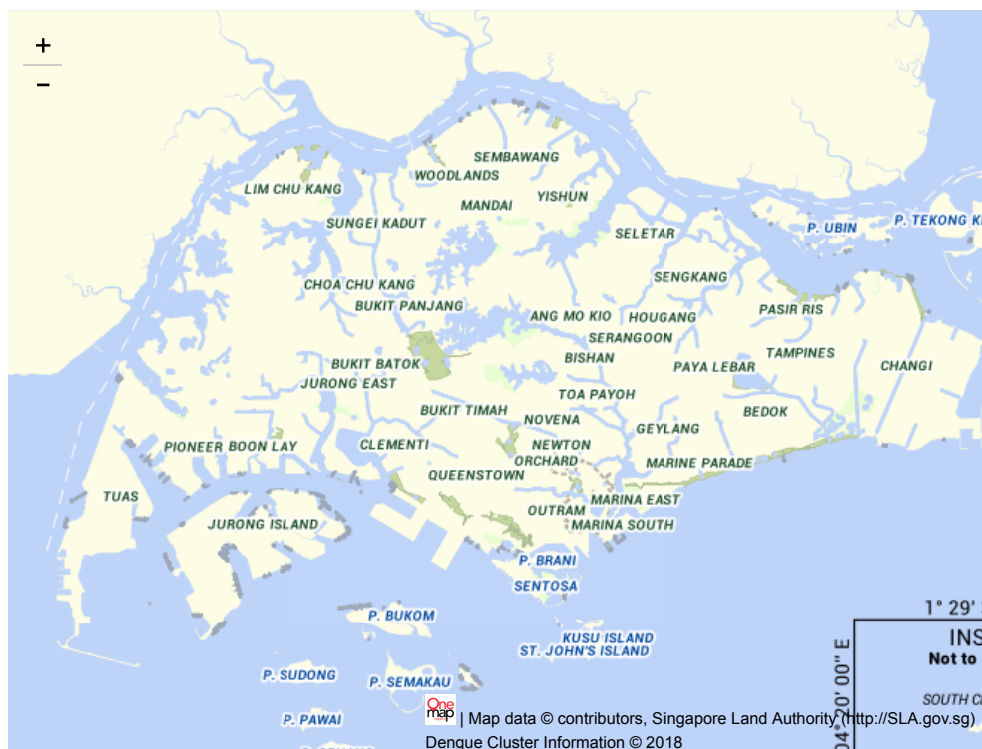 +
−
SEMBAWANG
WOODLANDS
LIM CHU KANG
YISHUN
MANDAI
SUNGEI KADUT
P. UBIN
P. TEKONG
SELETAR
SENGKANG
CHOA CHU KANG
BUKIT PANJANG
PASIR RIS
ANG MO KIO
HOUGANG
SERANGOON
TAMPINES
BISHAN
BUKIT BATOK
PAYA LEBAR
CHANGI
JURONG EAST
TOA PAYOH
BUKIT TIMAH
BEDOK
NOVENA
GEYLANG
PIONEER
BOON LAY
CLEMENTI
NEWTON
ORCHARD
MARINE PARADE
QUEENSTOWN
TUAS
MARINA EAST
OUTRAM
JURONG ISLAND
MARINA SOUTH
P. BRANI
SENTOSA
1° 29'
P. BUKOM
INS
KUSU ISLAND
ST. JOHN'S ISLAND
Not to
P. SUDONG
P. SEMAKAU
04° 20' 00" E
SOUTH
P. PAWAI
One map | Map data © contributors, Singapore Land Authority (http://SLA.gov.sg)
Dengue Cluster Information © 2018